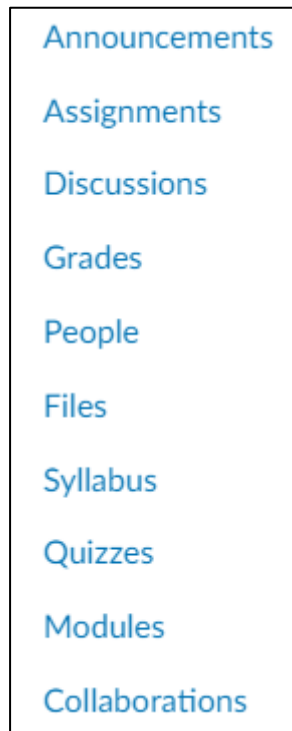 Announcements
Assignments
Discussions
Grades
People
Files
Syllabus
Quizzes
Modules
Collaborations